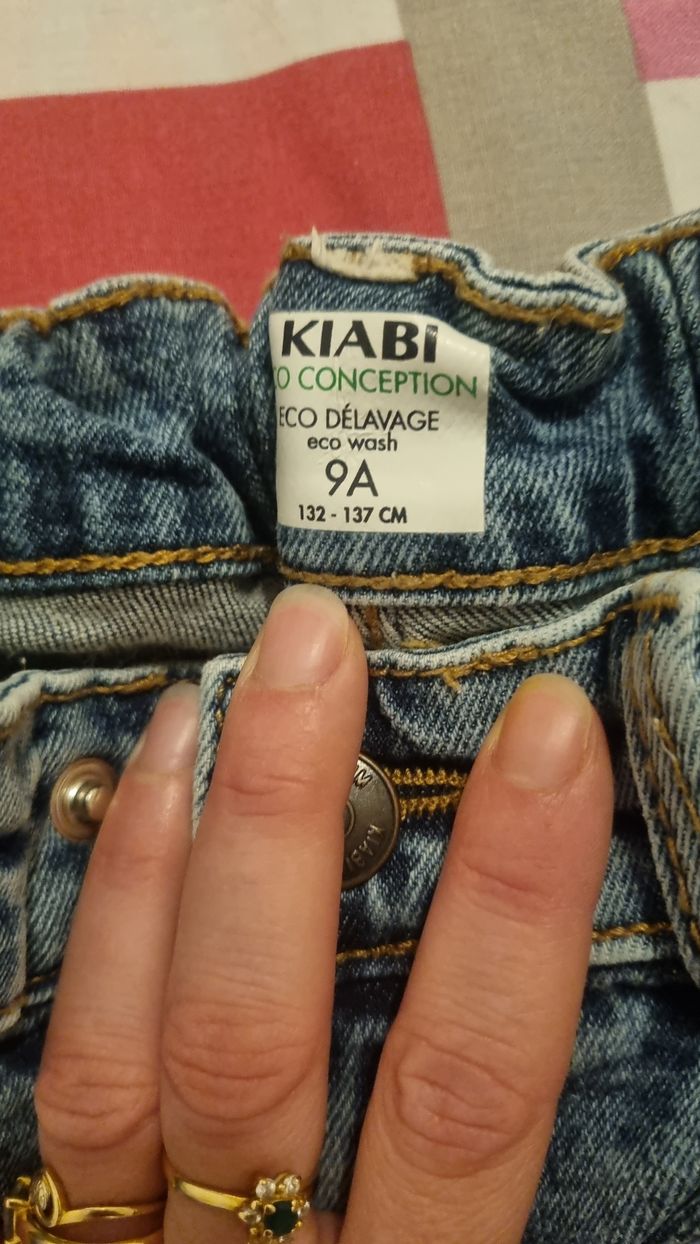 KIABI
O CONCEPTION
ECO DÉLAVAGE
eco wash
9A
132 - 137 CM